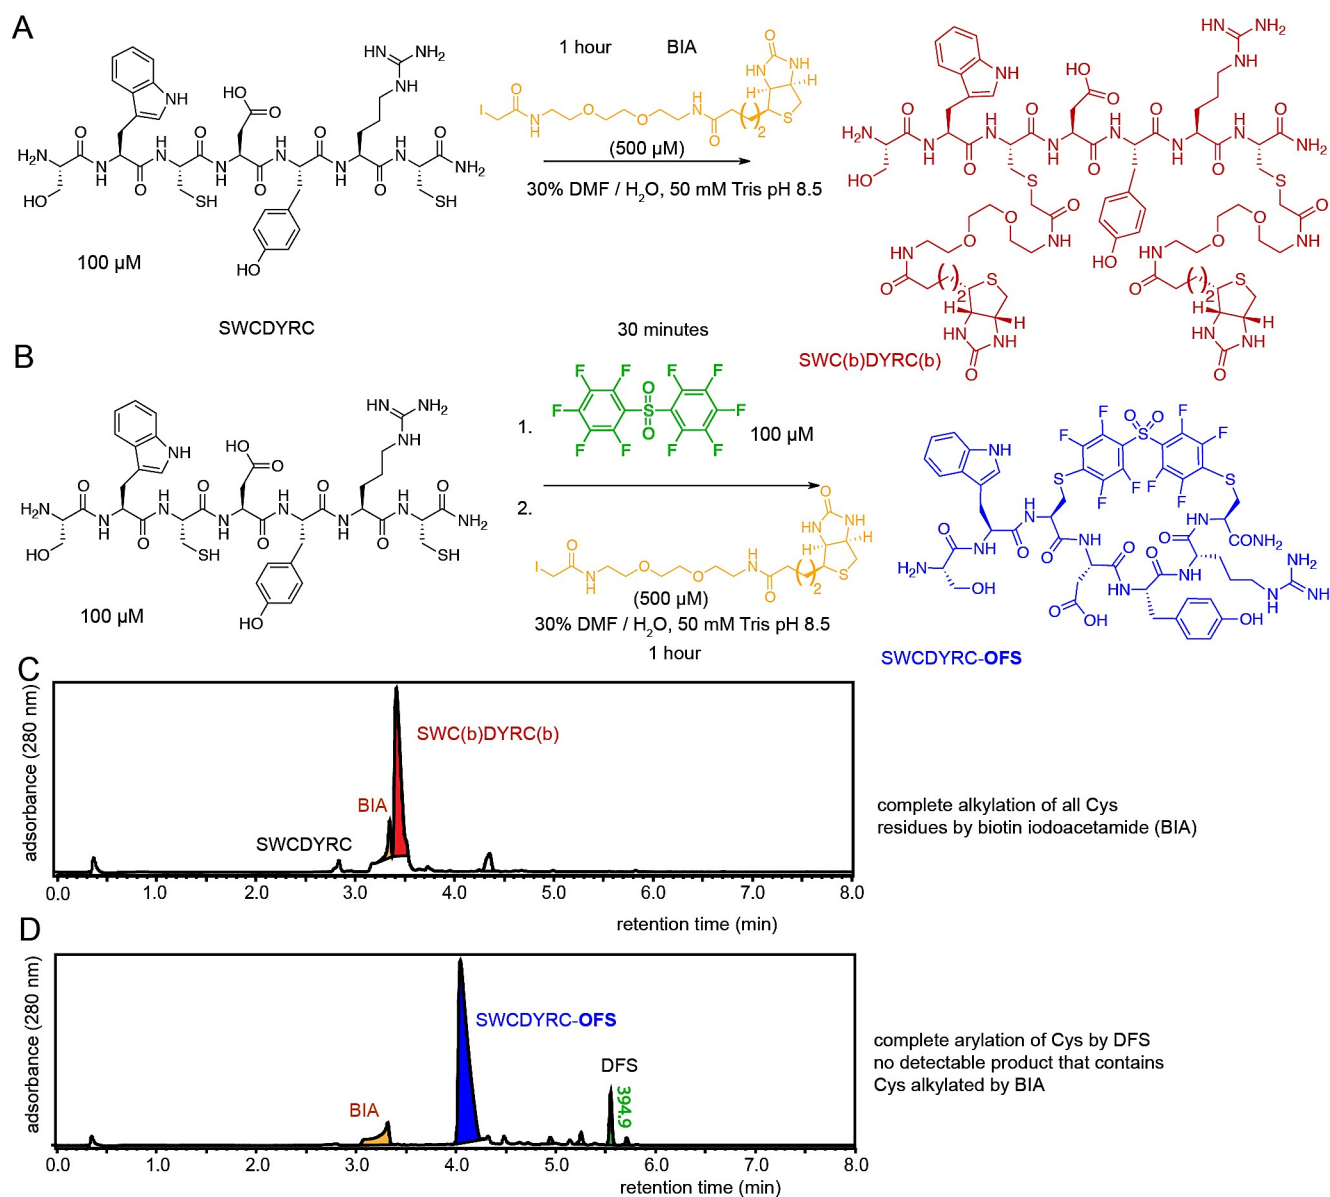 A
1 hour BIA
(500 µM)
30% DMF / H2O, 50 mM Tris pH 8.5
100 µM
SWCDYRC
SWC(b)DYRC(b)
B
30 minutes
1.
100 µM
2.
(500 µM)
30% DMF / H2O, 50 mM Tris pH 8.5
1 hour
100 µM
SWCDYRC-OFS
C
adsorbance (280 nm)
SWC(b)DYRC(b)
BIA
SWCDYRC
0.0 1.0 2.0 3.0 4.0 5.0 6.0 7.0 8.0
retention time (min)
complete alkylation of all Cys
residues by biotin iodoacetamide (BIA)
D
adsorbance (280 nm)
SWCDYRC-OFS
DFS
394.9
BIA
0.0 1.0 2.0 3.0 4.0 5.0 6.0 7.0 8.0
retention time (min)
complete arylation of Cys by DFS
no detectable product that contains
Cys alkylated by BIA